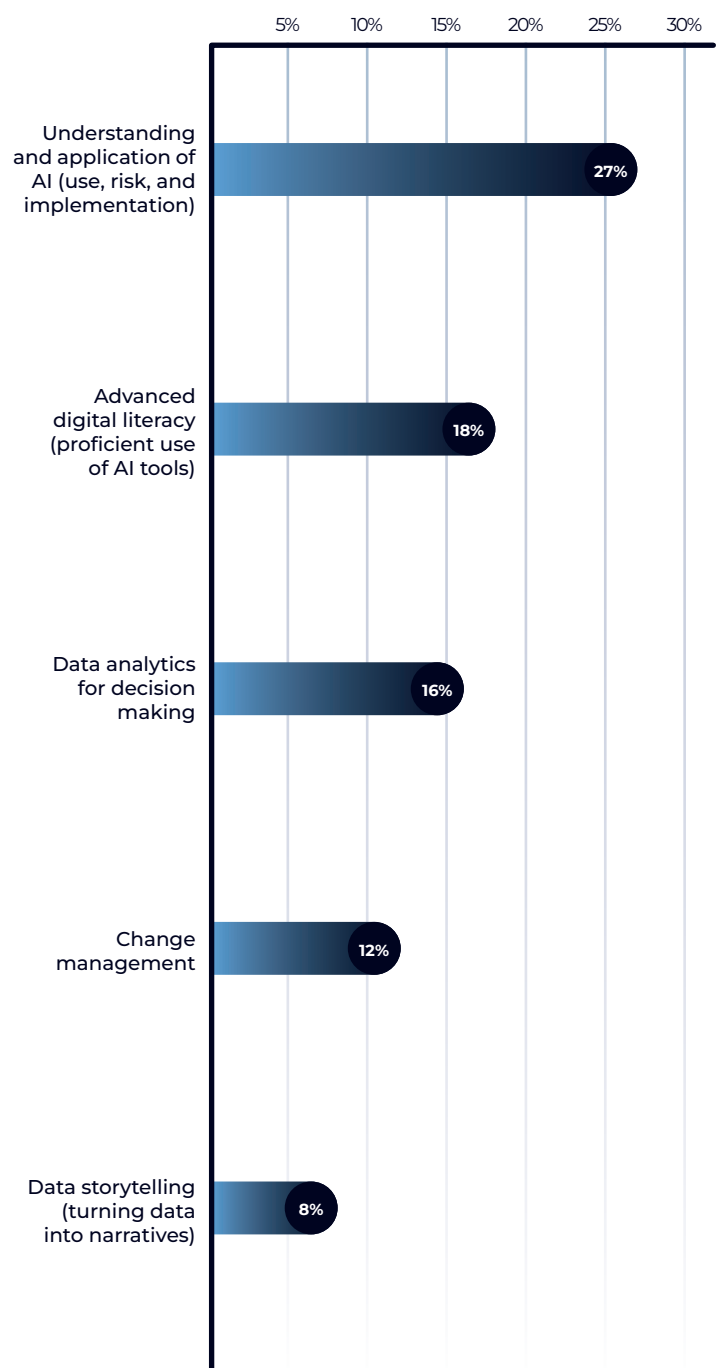 5% 10% 15% 20% 25% 30%
Understanding
and application of
AI (use, risk, and
implementation)
27%
Advanced
digital literacy
(proficient use
of AI tools)
18%
Data analytics
for decision
making
16%
Change
management
12%
Data storytelling
(turning data
into narratives)
8%